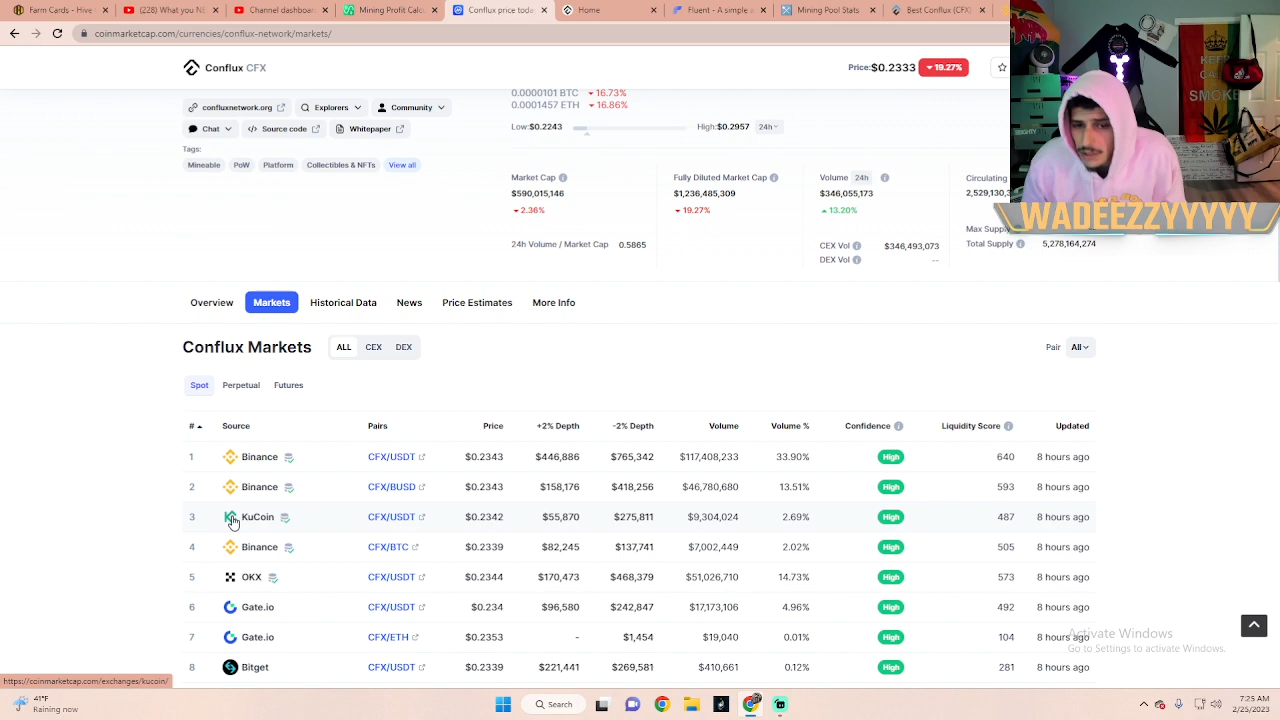 Farm Cards - Hive
(228) What you NE
Conflux dashboard
Mining Profit Calc
Conflux price toda
Home
Fluent - A simple e
Mining Pool Stats
Best Conflux (CFX)
coinmarketcap.com/currencies/conflux-network/markets/
Conflux CFX
Price: $0.2333 19.27%
0.0000101 BTC 16.73%
0.0001457 ETH 16.86%
confluxnetwork.org Explorers Community
Low: $0.2243 High: $0.2957 24h
Chat Source code Whitepaper
Tags:
Mineable PoW Platform Collectibles & NFTs View all
Market Cap Fully Diluted Market Cap Volume 24h Circulating
$590,015,146 $1,236,485,309 $346,055,173 2,529,130,3
2.36% 19.27% 13.20%
Max Supply
24h Volume / Market Cap 0.5865 CEX Vol $346,493,073 Total Supply 5,278,164,274
DEX Vol --
KEEP
CA
SMOKE
WADEEZZYYYYY
Overview Markets Historical Data News Price Estimates More Info
Conflux Markets ALL CEX DEX Pair All
Spot Perpetual Futures
# Source Pairs Price +2% Depth -2% Depth Volume Volume % Confidence Liquidity Score Updated
1 Binance CFX/USDT $0.2343 $446,886 $765,342 $117,408,233 33.90% High 640 8 hours ago
2 Binance CFX/BUSD $0.2343 $158,176 $418,256 $46,780,680 13.51% High 593 8 hours ago
3 KuCoin CFX/USDT $0.2342 $55,870 $275,811 $9,304,024 2.69% High 487 8 hours ago
4 Binance CFX/BTC $0.2339 $82,245 $137,741 $7,002,449 2.02% High 505 8 hours ago
5 OKX CFX/USDT $0.2344 $170,473 $468,379 $51,026,710 14.73% High 573 8 hours ago
6 Gate.io CFX/USDT $0.234 $96,580 $242,847 $17,173,106 4.96% High 492 8 hours ago
7 Gate.io CFX/ETH $0.2353 - $1,454 $19,040 0.01% High 104 8 hours ago
8 Bitget CFX/USDT $0.2339 $221,441 $269,581 $410,661 0.12% High 281 8 hours ago
Activate Windows
Go to Settings to activate Windows.
https://coinmarketcap.com/exchanges/kucoin/
41°F
Raining now
Search
7:25 AM
2/25/2023